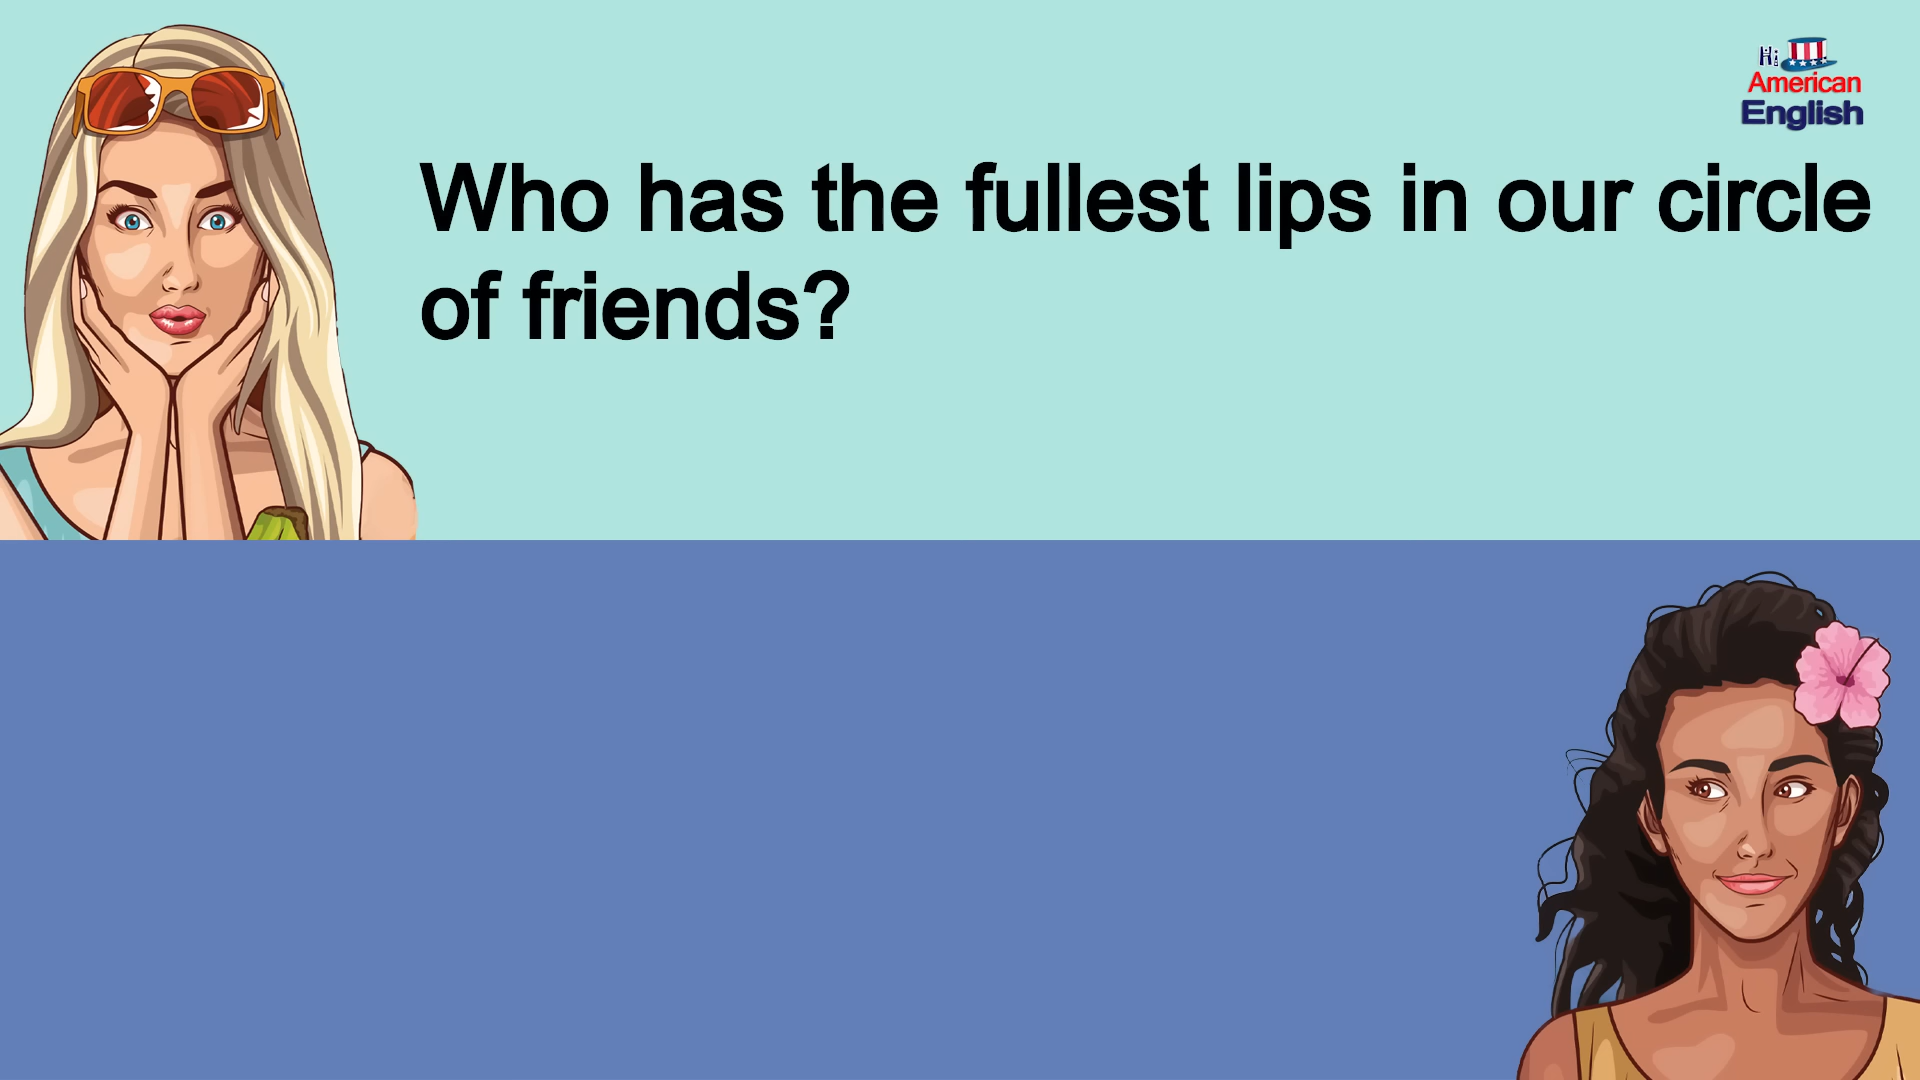 Hi
American
English
Who has the fullest lips in our circle
of friends?